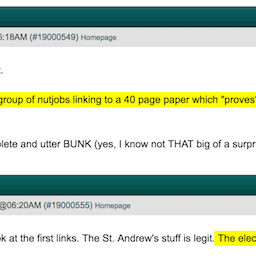 6:18AM (#19000549) Homepage
.
group of nutjobs linking to a 40 page paper which "proves"
plete and utter BUNK (yes, I know not THAT big of a surpr
@06:20AM (#19000555) Homepage
k at the first links. The St. Andrew's stuff is legit. The elec